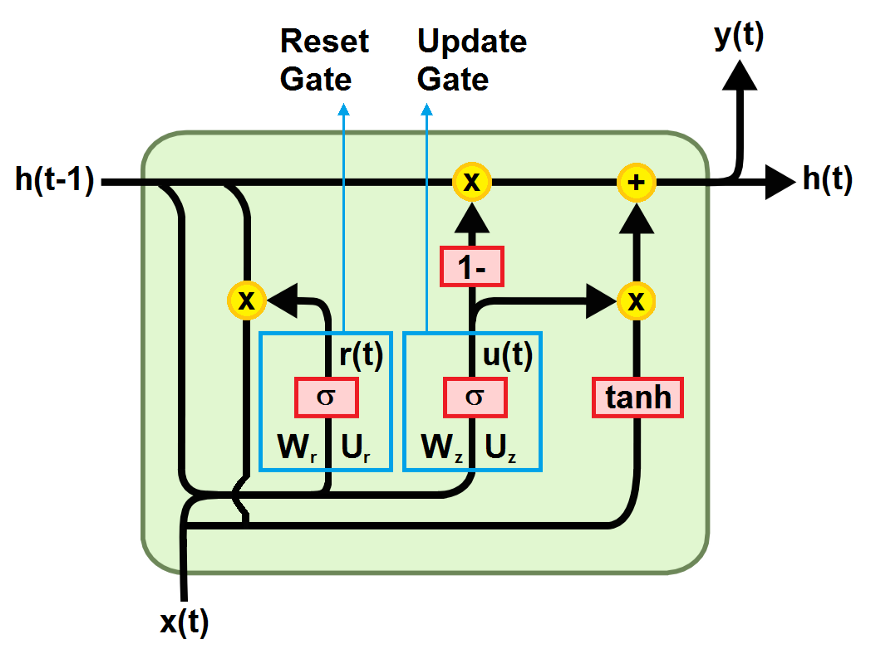 Reset
Gate
Update
Gate
y(t)
h(t-1)
x
+
h(t)
1-
x
x
r(t)
u(t)
σ
σ
tanh
Wr Ur
Wz Uz
x(t)